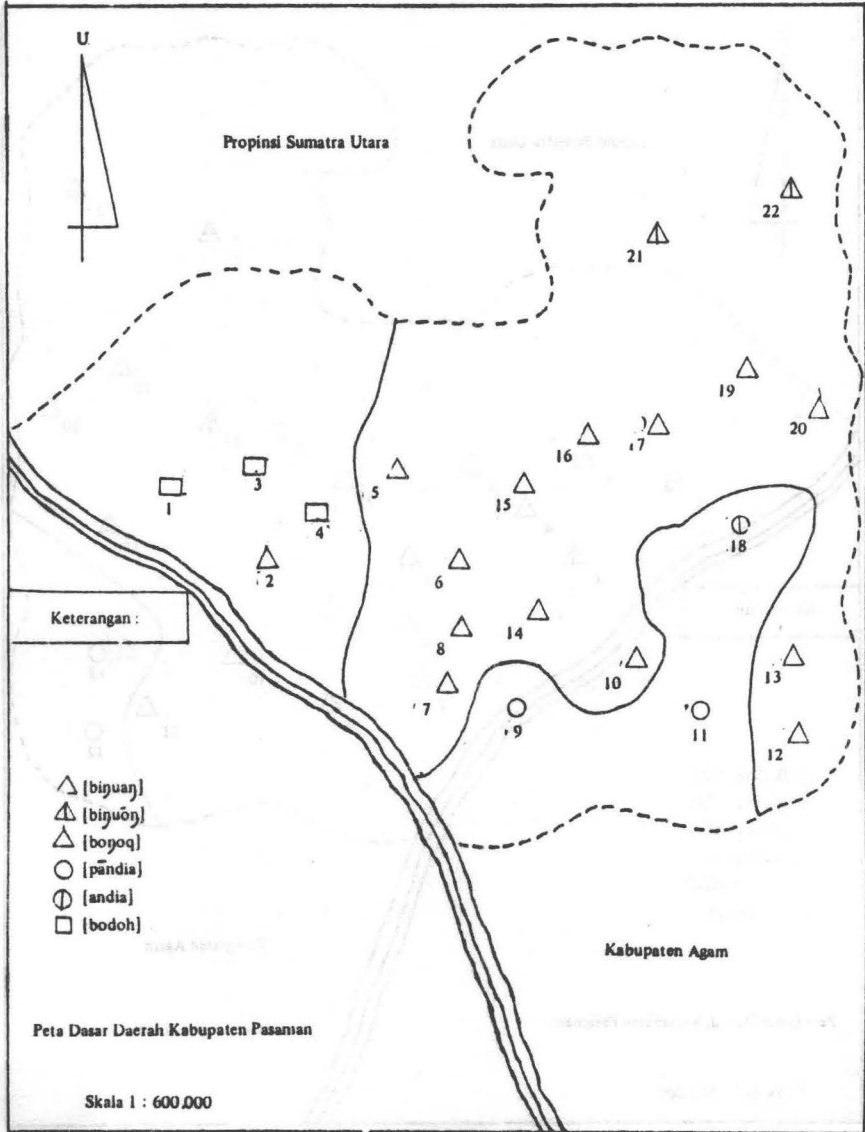 U
Propinsi Sumatra Utara
22
21
19
20
16
17
3
5
15
1
4
18
2
6
Keterangan :
14
8
10
13
7
9
11
12
△ [biŋuaŋ]
[biŋuōŋ]
[boŋoq]
○ [pāndia]
[andia]
□ [bodoh]
Kabupaten Agam
Peta Dasar Daerah Kabupaten Pasaman
Skala 1 : 600.000